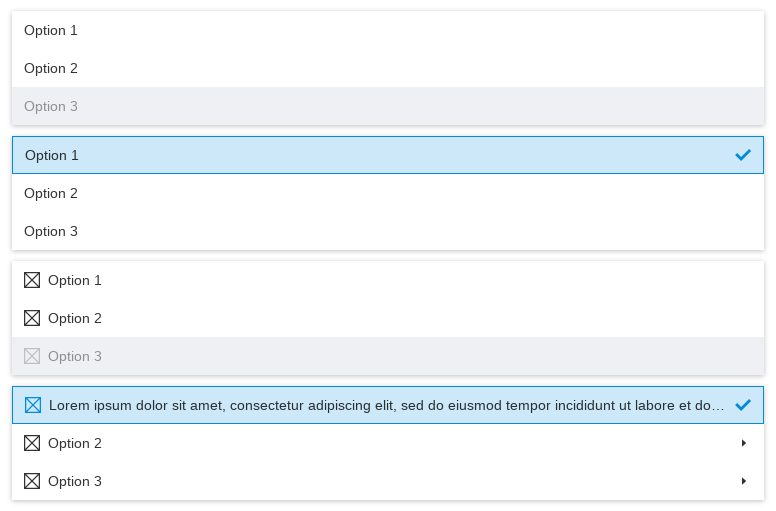 Option 1
Option 2
Option 3
Option 1
Option 2
Option 3
Option 1
Option 2
Option 3
Lorem ipsum dolor sit amet, consectetur adipiscing elit, sed do eiusmod tempor incididunt ut labore et do…
Option 2
Option 3